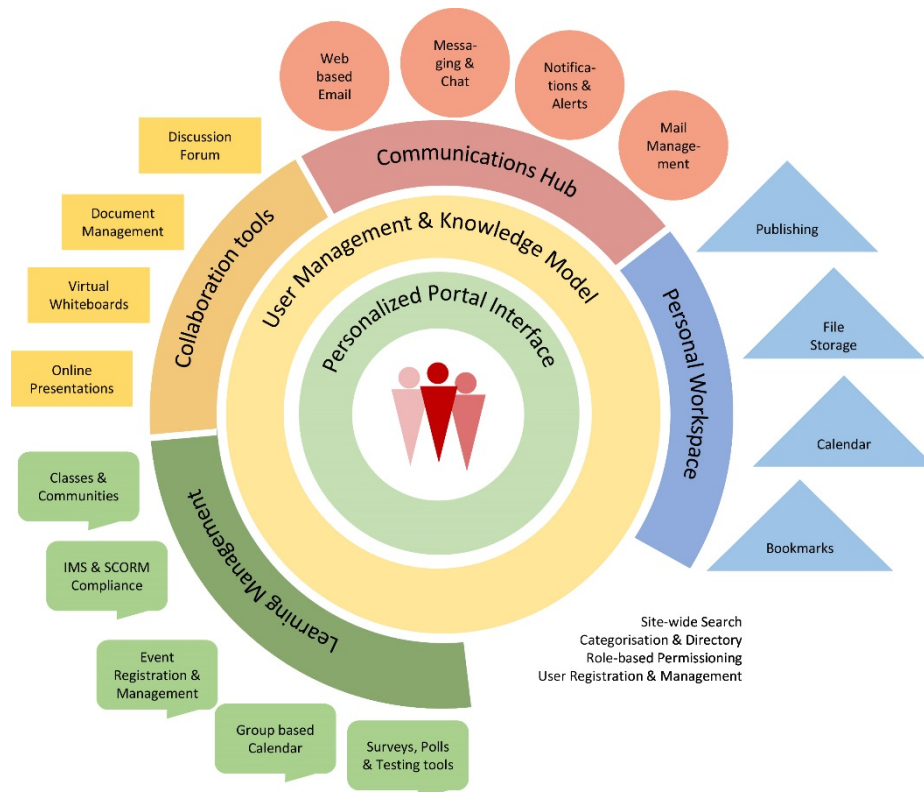 Web
based
Email
Messa-
ging &
Chat
Notifica-
tions &
Alerts
Mail
Manage-
ment
Discussion
Forum
Document
Management
Virtual
Whiteboards
Online
Presentations
Collaboration tools
Communications Hub
User Management & Knowledge Model
Personalized Portal Interface
Personal Workspace
Publishing
File
Storage
Calendar
Bookmarks
Learning Management
Classes &
Communities
IMS & SCORM
Compliance
Event
Registration &
Management
Group based
Calendar
Surveys, Polls
& Testing tools
Site-wide Search
Categorisation & Directory
Role-based Permissioning
User Registration & Management